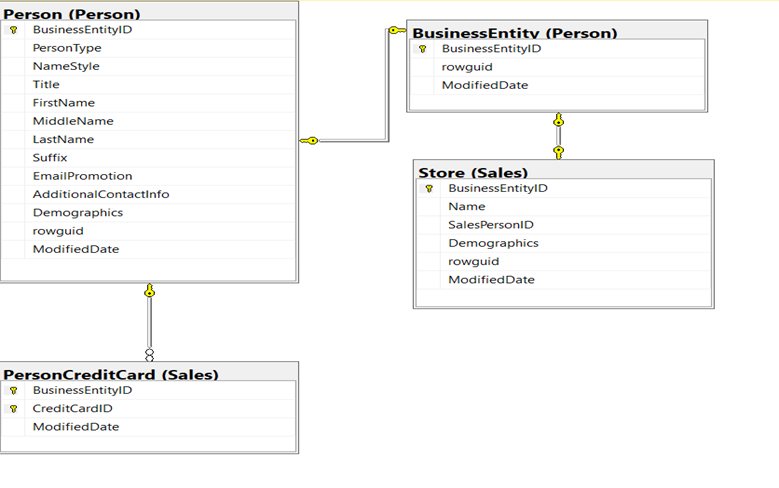 Person (Person)
BusinessEntityID
PersonType
NameStyle
Title
FirstName
MiddleName
LastName
Suffix
EmailPromotion
AdditionalContactInfo
Demographics
rowguid
ModifiedDate
BusinessEntity (Person)
BusinessEntityID
rowguid
ModifiedDate
Store (Sales)
BusinessEntityID
Name
SalesPersonID
Demographics
rowguid
ModifiedDate
PersonCreditCard (Sales)
BusinessEntityID
CreditCardID
ModifiedDate